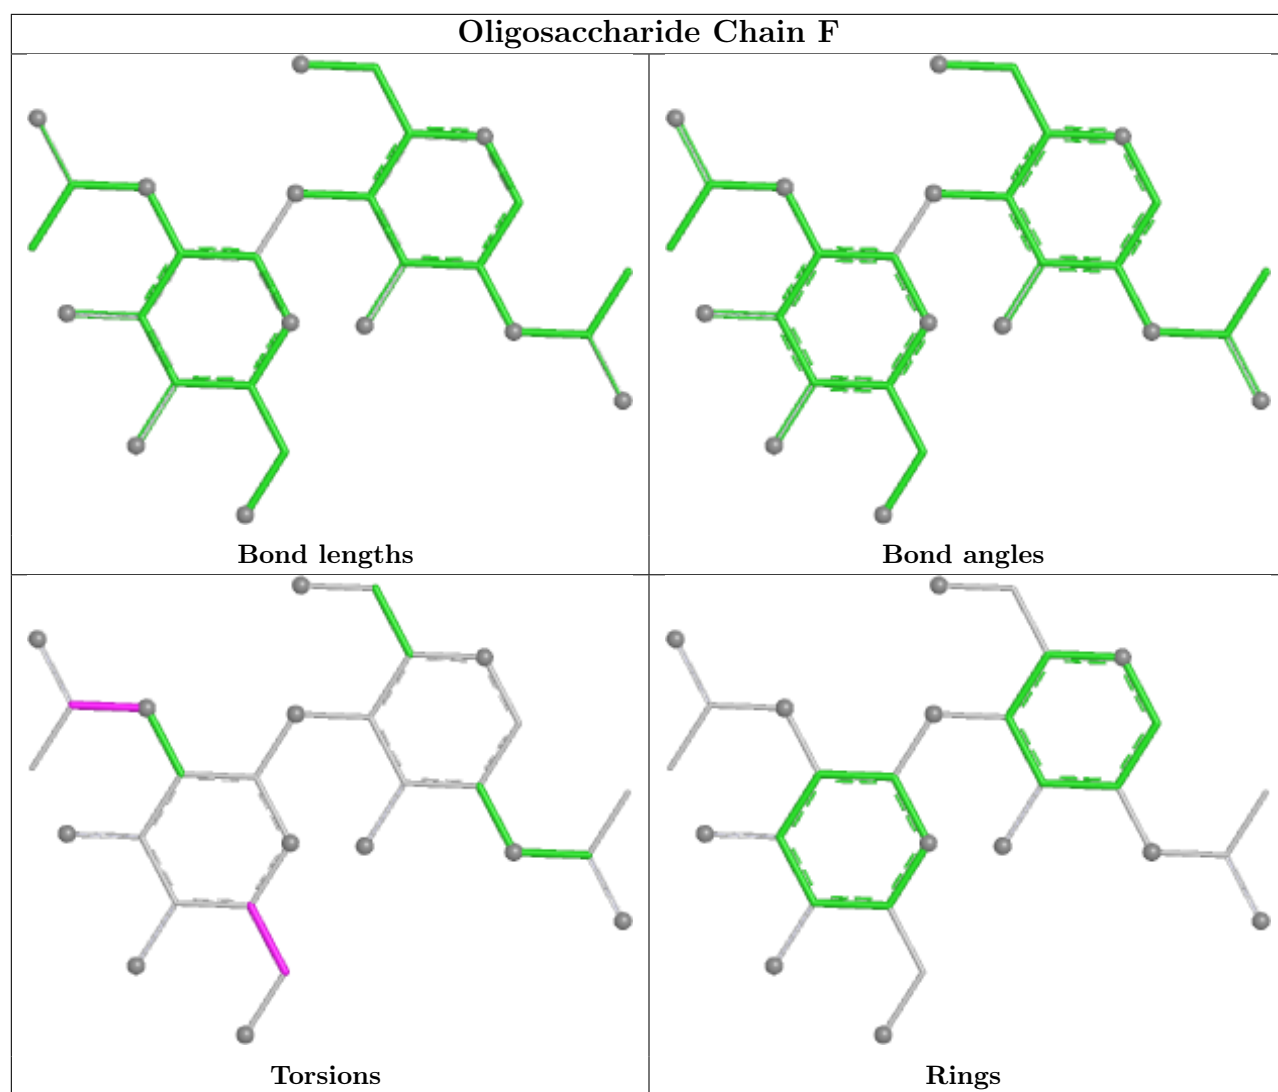 Oligosaccharide Chain F
Bond lengths
Bond angles
Torsions
Rings